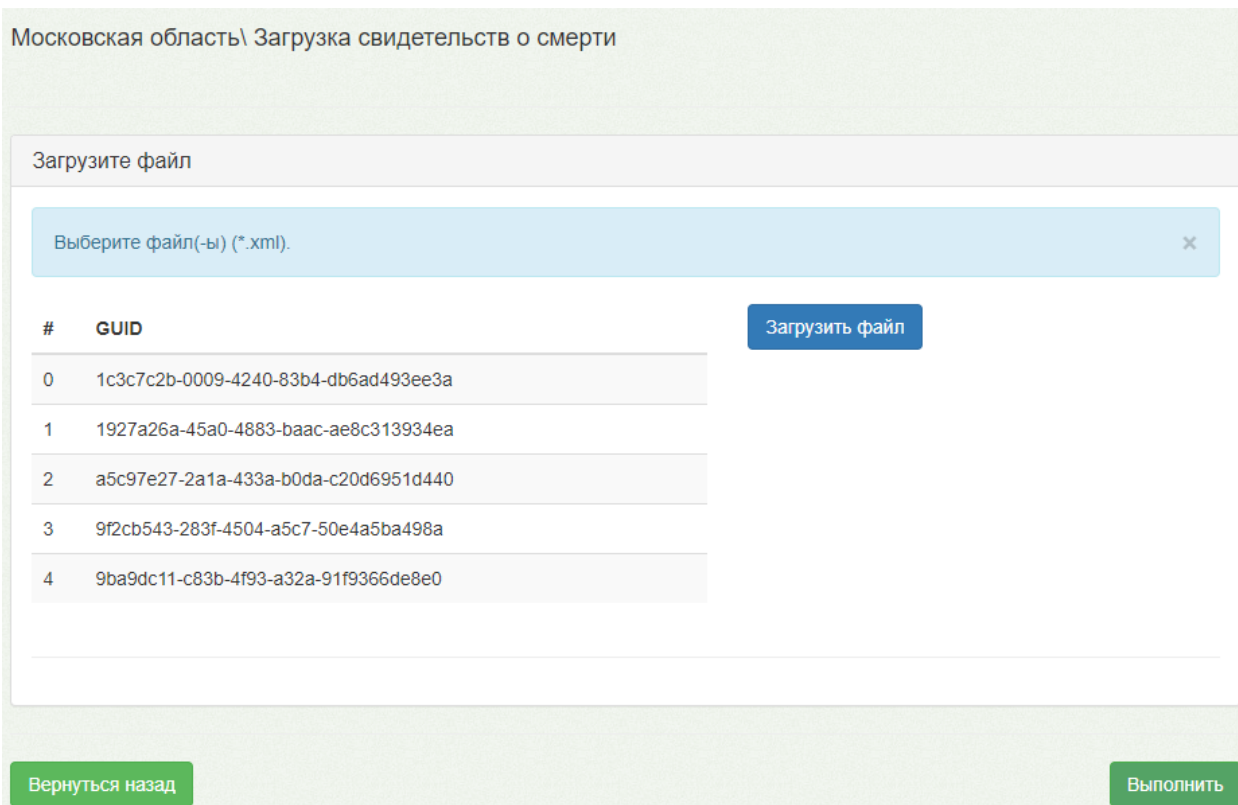 Московская область\ Загрузка свидетельств о смерти
Загрузите файл
Выберите файл(-ы) (*.xml).
×
# GUID
Загрузить файл
0 1c3c7c2b-0009-4240-83b4-db6ad493ee3a
1 1927a26a-45a0-4883-baac-ae8c313934ea
2 a5c97e27-2a1a-433a-b0da-c20d6951d440
3 9f2cb543-283f-4504-a5c7-50e4a5ba498a
4 9ba9dc11-c83b-4f93-a32a-91f9366de8e0
Вернуться назад
Выполнить